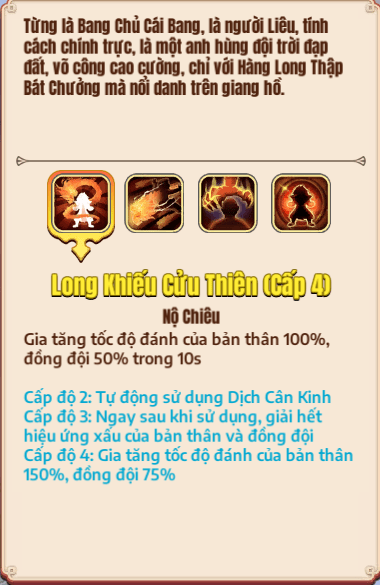 Từng là Bang Chủ Cái Bang, là người Liêu, tính
cách chính trực, là một anh hùng đội trời đạp
đất, võ công cao cường, chỉ với Hàng Long Thập
Bát Chưởng mà nổi danh trên giang hồ.
Long Khiếu Cửu Thiên (Cấp 4)
Nộ Chiêu
Gia tăng tốc độ đánh của bản thân 100%,
đồng đội 50% trong 10s
Cấp độ 2: Tự động sử dụng Dịch Cân Kinh
Cấp độ 3: Ngay sau khi sử dụng, giải hết
hiệu ứng xấu của bản thân và đồng đội
Cấp độ 4: Gia tăng tốc độ đánh của bản thân
150%, đồng đội 75%